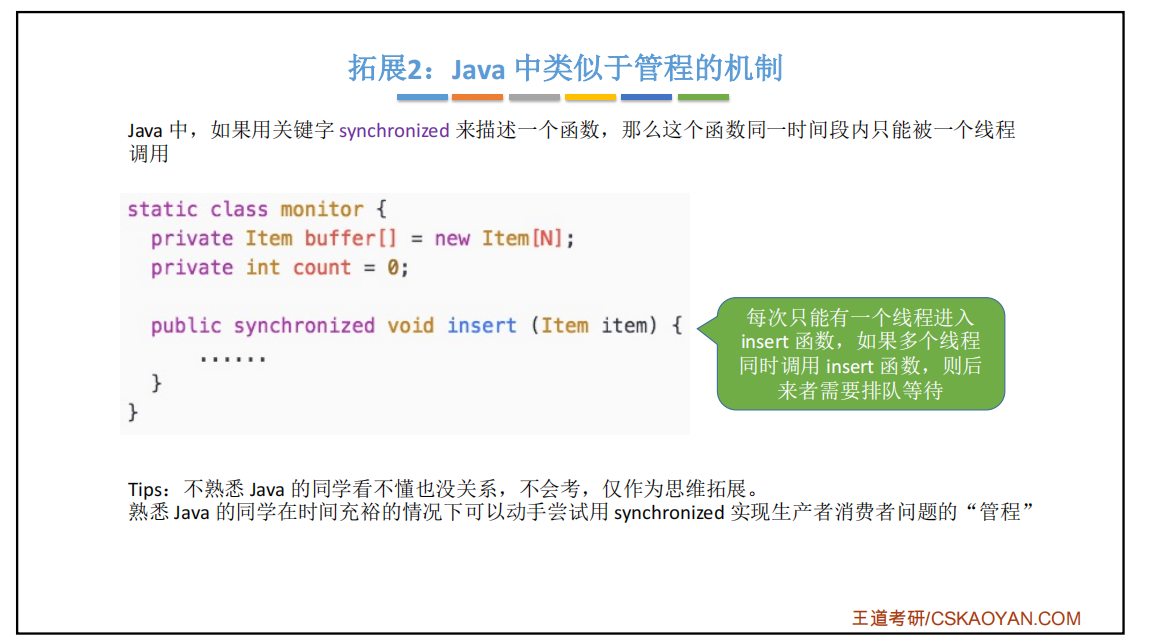 拓展2：Java 中类似于管程的机制
Java 中，如果用关键字 synchronized 来描述一个函数，那么这个函数同一时间段内只能被一个线程
调用
static class monitor {
  private Item buffer[] = new Item[N];
  private int count = 0;
  public synchronized void insert (Item item) {
      ......
  }
}
每次只能有一个线程进入
insert 函数，如果多个线程
同时调用 insert 函数，则后
来者需要排队等待
Tips：不熟悉 Java 的同学看不懂也没关系，不会考，仅作为思维拓展。
熟悉 Java 的同学在时间充裕的情况下可以动手尝试用 synchronized 实现生产者消费者问题的“管程”
王道考研/CSKAOYAN.COM